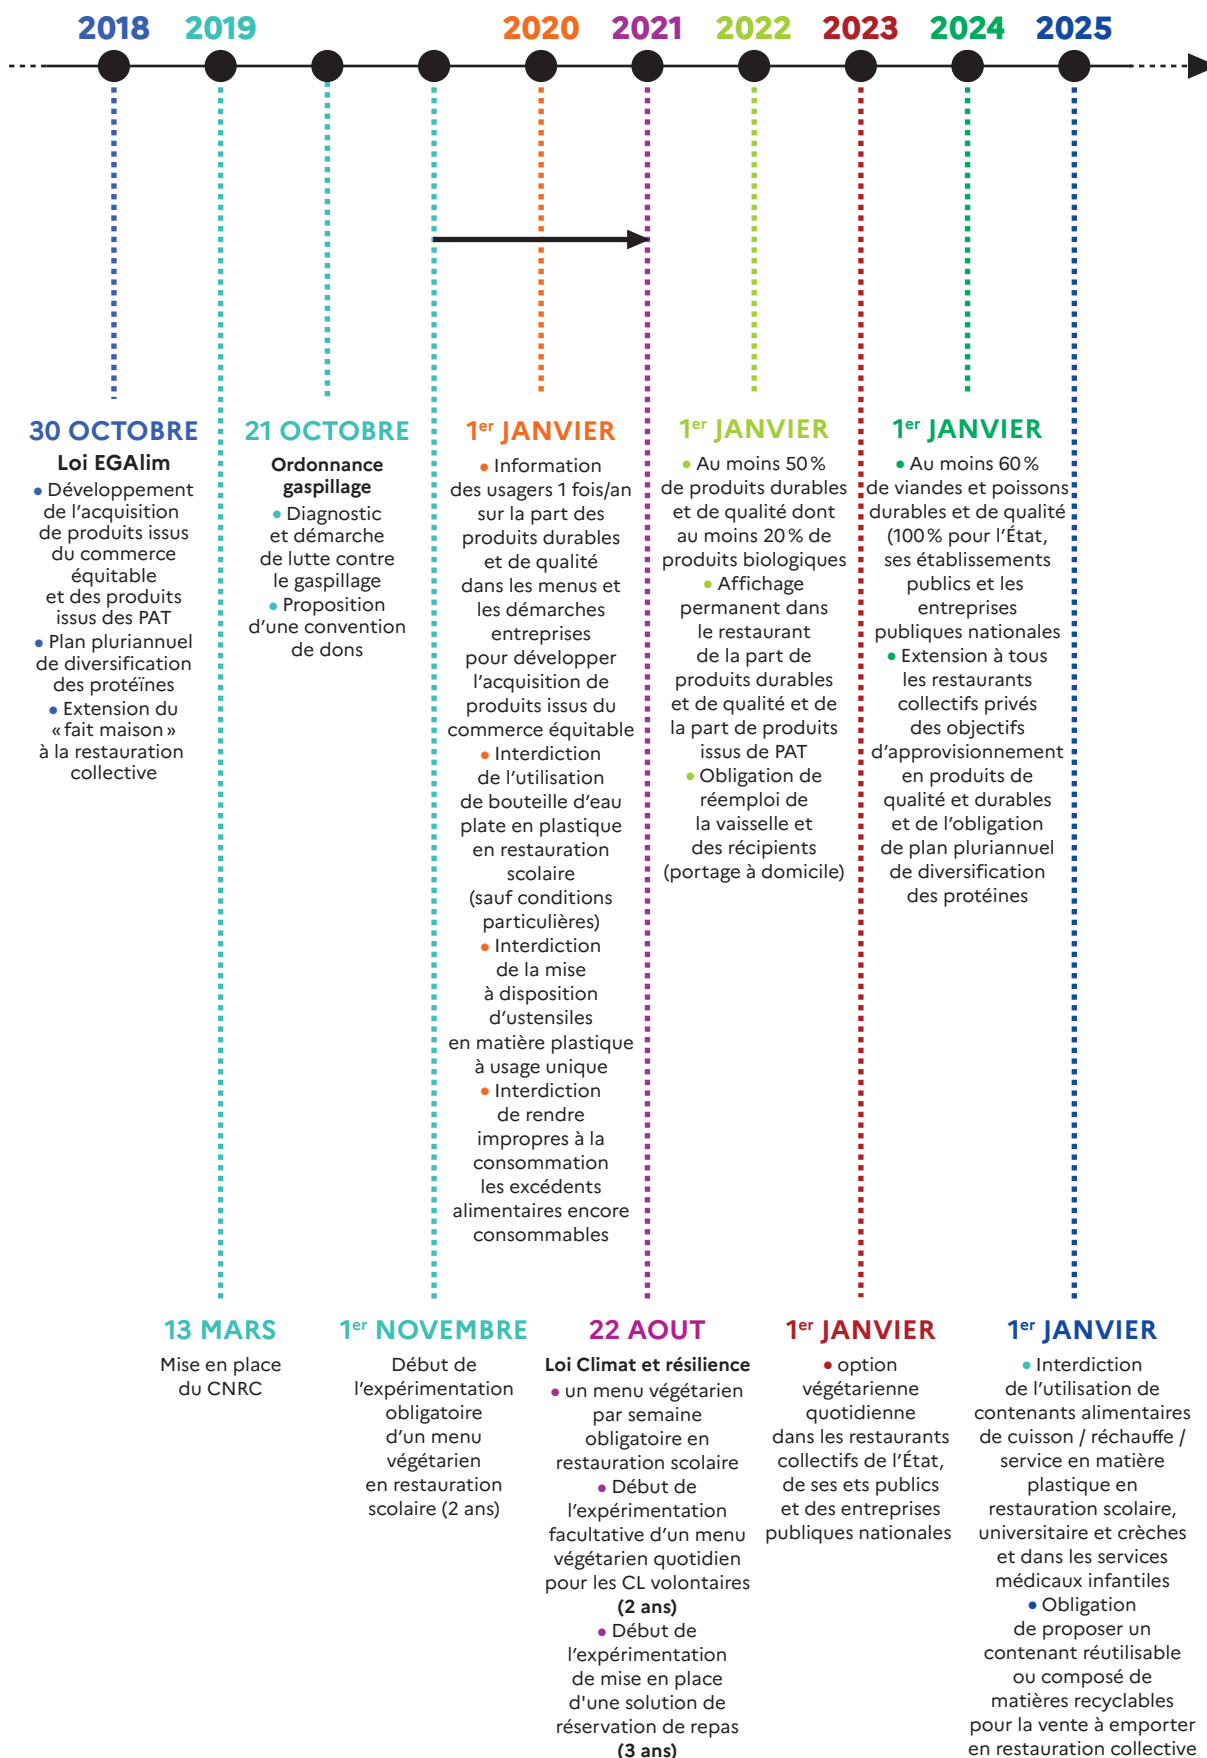 2018
2019
2020
2021
2022
2023
2024
2025
30 OCTOBRE
Loi EGAlim
• Développement
de l'acquisition
de produits issus
du commerce
équitable
et des produits
issus des PAT
• Plan pluriannuel
de diversification
des protéïnes
• Extension du
« fait maison »
à la restauration
collective
21 OCTOBRE
Ordonnance
gaspillage
• Diagnostic
et démarche
de lutte contre
le gaspillage
• Proposition
d'une convention
de dons
1er JANVIER
• Information
des usagers 1 fois/an
sur la part des
produits durables
et de qualité
dans les menus et
les démarches
entreprises
pour développer
l'acquisition de
produits issus du
commerce équitable
• Interdiction
de l'utilisation
de bouteille d'eau
plate en plastique
en restauration
scolaire
(sauf conditions
particulières)
• Interdiction
de la mise
à disposition
d'ustensiles
en matière plastique
à usage unique
• Interdiction
de rendre
impropres à la
consommation
les excédents
alimentaires encore
consommables
1er JANVIER
• Au moins 50 %
de produits durables
et de qualité dont
au moins 20 % de
produits biologiques
• Affichage
permanent dans
le restaurant
de la part de
produits durables
et de qualité et de
la part de produits
issus de PAT
• Obligation de
réemploi de
la vaisselle et
des récipients
(portage à domicile)
1er JANVIER
• Au moins 60 %
de viandes et poissons
durables et de qualité
(100 % pour l'État,
ses établissements
publics et les
entreprises
publiques nationales
• Extension à tous
les restaurants
collectifs privés
des objectifs
d'approvisionnement
en produits de
qualité et durables
et de l'obligation
de plan pluriannuel
de diversification
des protéines
13 MARS
Mise en place
du CNRC
1er NOVEMBRE
Début de
l'expérimentation
obligatoire
d'un menu
végétarien
en restauration
scolaire (2 ans)
22 AOUT
Loi Climat et résilience
• un menu végétarien
par semaine
obligatoire en
restauration scolaire
• Début de
l'expérimentation
facultative d'un menu
végétarien quotidien
pour les CL volontaires
(2 ans)
• Début de
l'expérimentation
de mise en place
d'une solution de
réservation de repas
(3 ans)
1er JANVIER
• option
végétarienne
quotidienne
dans les restaurants
collectifs de l'État,
de ses ets publics
et des entreprises
publiques nationales
1er JANVIER
• Interdiction
de l'utilisation de
contenants alimentaires
de cuisson / réchauffe /
service en matière
plastique en
restauration scolaire,
universitaire et crèches
et dans les services
médicaux infantiles
• Obligation
de proposer un
contenant réutilisable
ou composé de
matières recyclables
pour la vente à emporter
en restauration collective